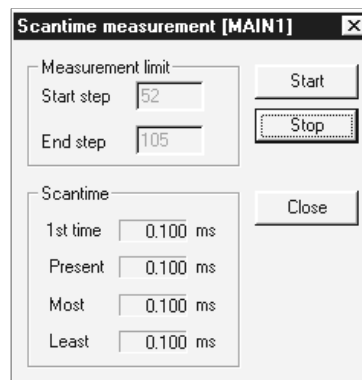 Scantime measurement [MAIN1]
Measurement limit
Start step 52
End step 105
Start
Stop
Close
Scantime
1st time 0.100 ms
Present 0.100 ms
Most 0.100 ms
Least 0.100 ms